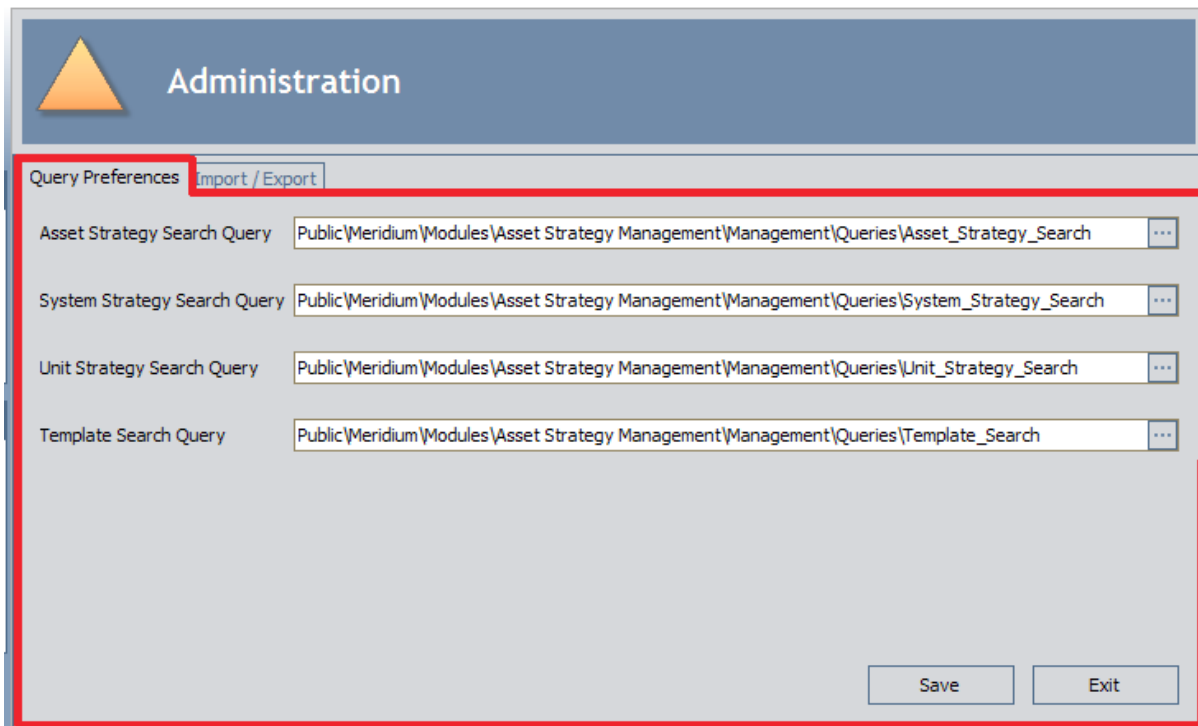 Administration
Query Preferences Import / Export
Asset Strategy Search Query Public\Meridium\Modules\Asset Strategy Management\Management\Queries\Asset_Strategy_Search ...
System Strategy Search Query Public\Meridium\Modules\Asset Strategy Management\Management\Queries\System_Strategy_Search ...
Unit Strategy Search Query Public\Meridium\Modules\Asset Strategy Management\Management\Queries\Unit_Strategy_Search ...
Template Search Query Public\Meridium\Modules\Asset Strategy Management\Management\Queries\Template_Search ...
Save Exit